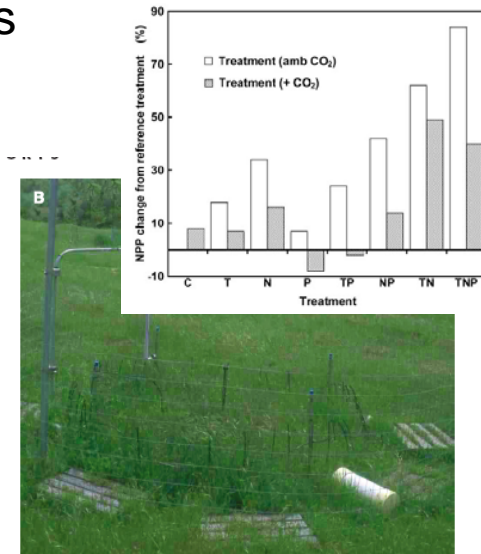 s
90
70
50
30
10
-10
NPP change from reference treatment (%)
Treatment (amb CO₂)
Treatment (+ CO₂)
C T N P TP NP TN TNP
Treatment
B